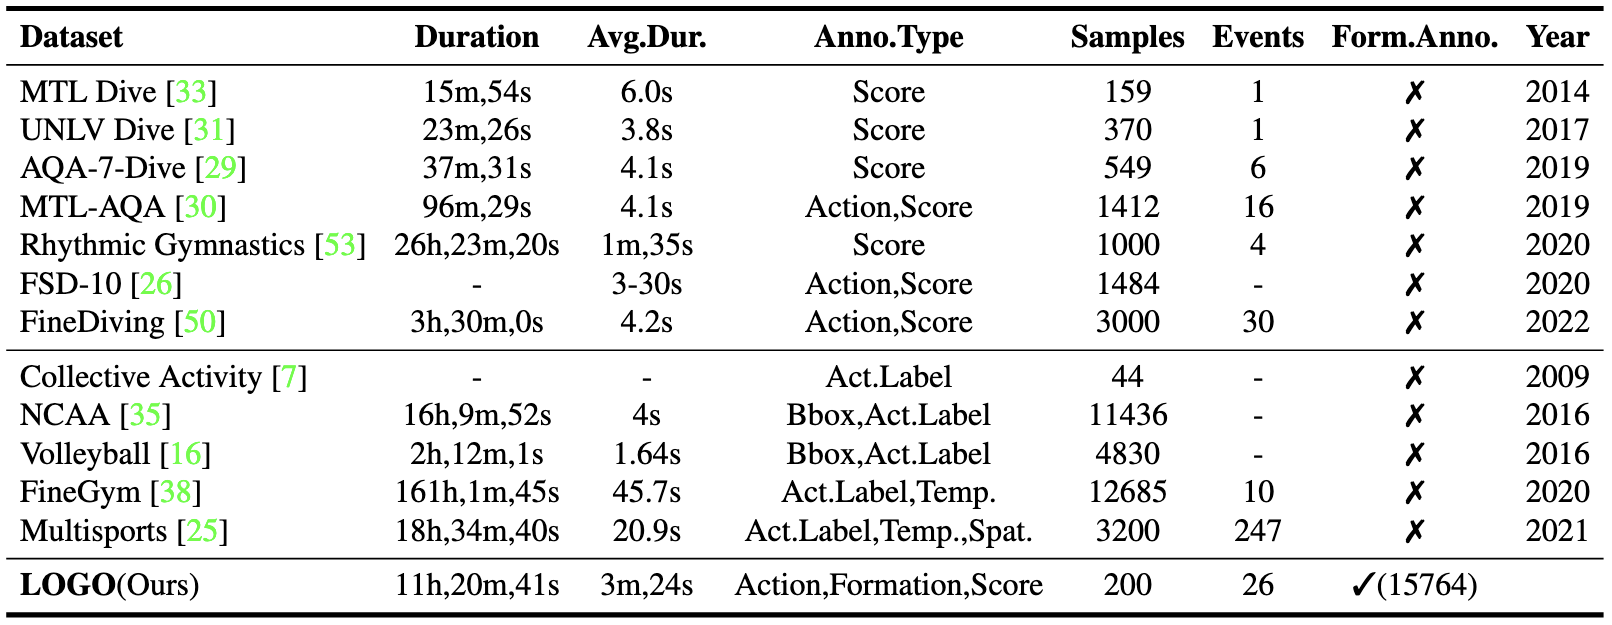 Dataset Duration Avg.Dur. Anno.Type Samples Events Form.Anno. Year
MTL Dive [33] 15m,54s 6.0s Score 159 1 ✗ 2014
UNLV Dive [31] 23m,26s 3.8s Score 370 1 ✗ 2017
AQA-7-Dive [29] 37m,31s 4.1s Score 549 6 ✗ 2019
MTL-AQA [30] 96m,29s 4.1s Action,Score 1412 16 ✗ 2019
Rhythmic Gymnastics [53] 26h,23m,20s 1m,35s Score 1000 4 ✗ 2020
FSD-10 [26] - 3-30s Action,Score 1484 - ✗ 2020
FineDiving [50] 3h,30m,0s 4.2s Action,Score 3000 30 ✗ 2022
Collective Activity [7] - - Act.Label 44 - ✗ 2009
NCAA [35] 16h,9m,52s 4s Bbox,Act.Label 11436 - ✗ 2016
Volleyball [16] 2h,12m,1s 1.64s Bbox,Act.Label 4830 - ✗ 2016
FineGym [38] 161h,1m,45s 45.7s Act.Label,Temp. 12685 10 ✗ 2020
Multisports [25] 18h,34m,40s 20.9s Act.Label,Temp.,Spat. 3200 247 ✗ 2021
LOGO(Ours) 11h,20m,41s 3m,24s Action,Formation,Score 200 26 ✓(15764)